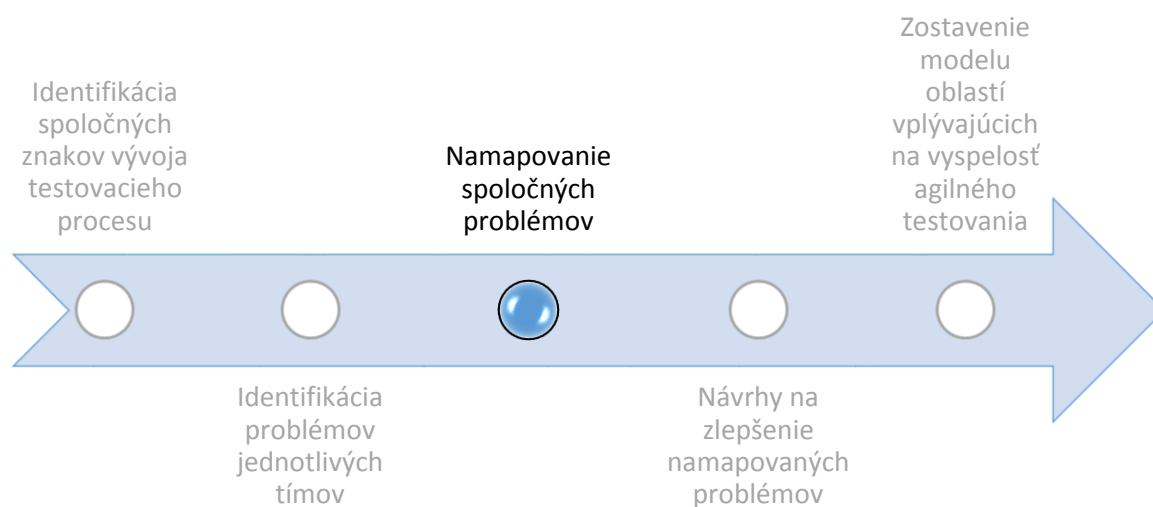 Identifikácia
spoločných
znakov vývoja
testovacieho
procesu
Identifikácia
problémov
jednotlivých
tímov
Namapovanie
spoločných
problémov
Návrhy na
zlepšenie
namapovaných
problémov
Zostavenie
modelu
oblastí
vplývajúcich
na vyspelosť
agilného
testovania